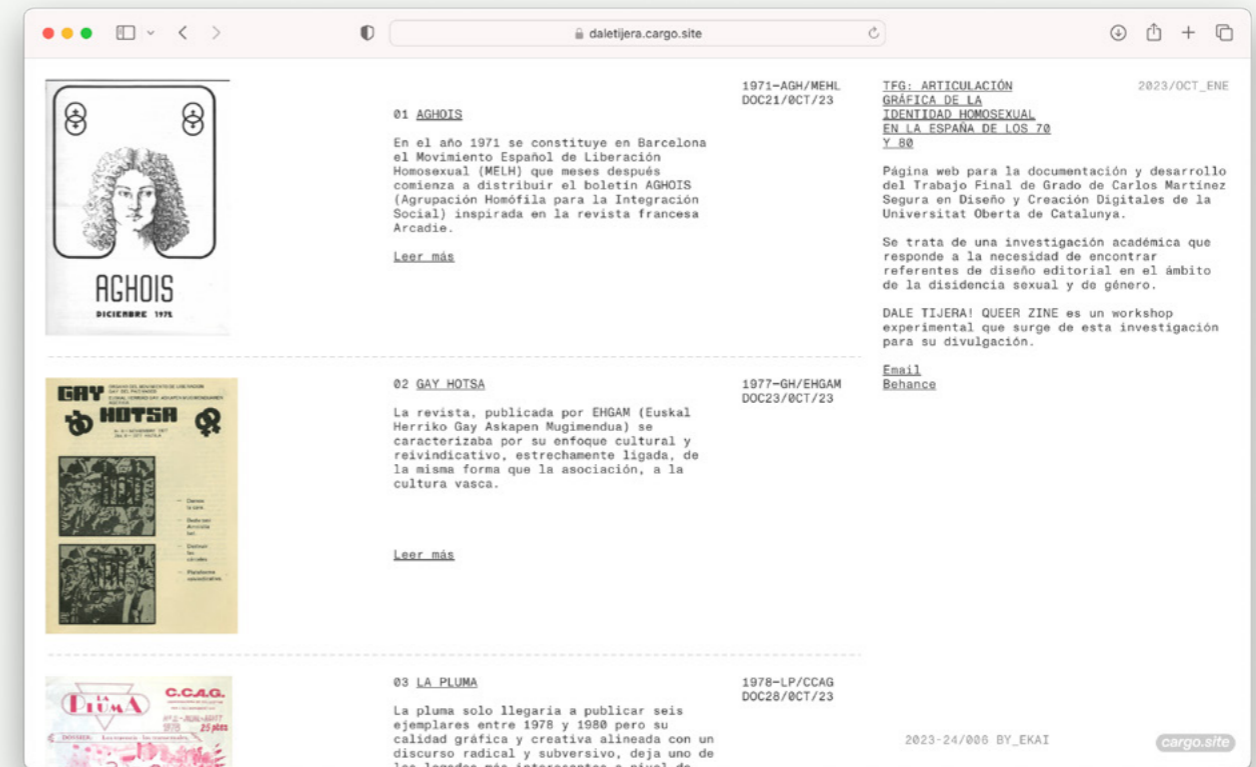 daletijera.cargo.site
AGHOIS
DICIEMBRE 1972
01 AGHOIS
En el año 1971 se constituye en Barcelona
el Movimiento Español de Liberación
Homosexual (MELH) que meses después
comienza a distribuir el boletín AGHOIS
(Agrupación Homófila para la Integración
Social) inspirada en la revista francesa
Arcadie.
Leer más
1971—AGH/MEHL
DOC21/0CT/23
GAY
HOTSA
02 GAY HOTSA
La revista, publicada por EHGAM (Euskal
Herriko Gay Askapen Mugimendua) se
caracterizaba por su enfoque cultural y
reivindicativo, estrechamente ligada, de
la misma forma que la asociación, a la
cultura vasca.
Leer más
1977—GH/EHGAM
DOC23/0CT/23
LA
PLUMA
C.C.A.G.
1978
25 ptas
03 LA PLUMA
La pluma solo llegaría a publicar seis
ejemplares entre 1978 y 1980 pero su
calidad gráfica y creativa alineada con un
discurso radical y subversivo, deja uno de
los legados más interesantes a nivel de
1978—LP/CCAG
DOC28/0CT/23
TFG: ARTICULACIÓN
GRÁFICA DE LA
IDENTIDAD HOMOSEXUAL
EN LA ESPAÑA DE LOS 70
Y 80
2023/OCT_ENE
Página web para la documentación y desarrollo
del Trabajo Final de Grado de Carlos Martínez
Segura en Diseño y Creación Digitales de la
Universitat Oberta de Catalunya.
Se trata de una investigación académica que
responde a la necesidad de encontrar
referentes de diseño editorial en el ámbito
de la disidencia sexual y de género.
DALE TIJERA! QUEER ZINE es un workshop
experimental que surge de esta investigación
para su divulgación.
Email
Behance
2023-24/006 BY_EKAI
cargo.site